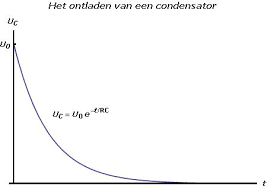 Het ontladen van een condensator
U_C
U_0
U_C = U_0 e^{-t/RC}
t